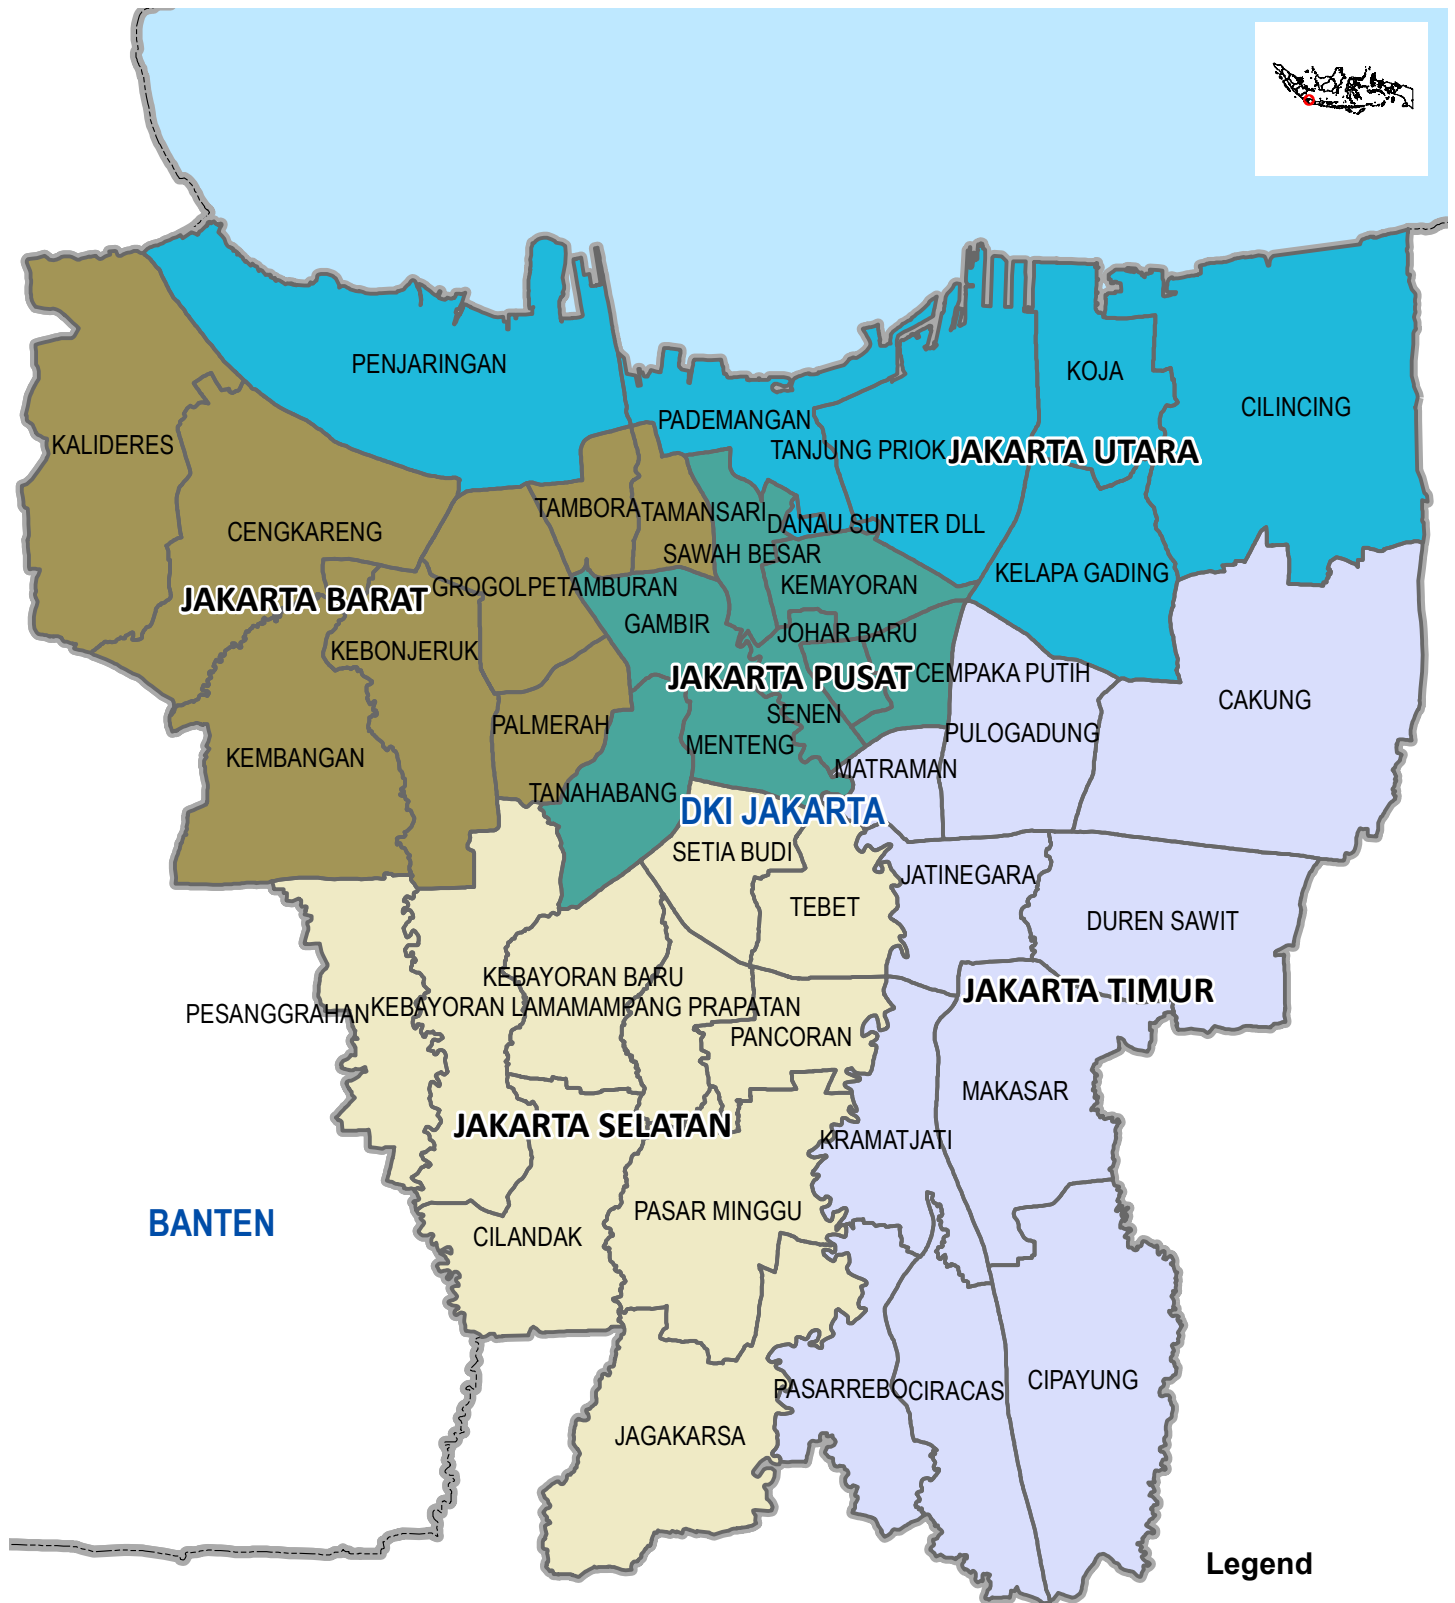 PENJARINGAN
KOJA
CILINCING
PADEMANGAN
KALIDERES
TANJUNG PRIOK
JAKARTA UTARA
TAMBORA
TAMANSARI
DANAU SUNTER DLL
CENGKARENG
SAWAH BESAR
KELAPA GADING
GROGOLPETAMBURAN
KEMAYORAN
JAKARTA BARAT
GAMBIR
JOHAR BARU
KEBONJERUK
JAKARTA PUSAT
CEMPAKA PUTIH
CAKUNG
PALMERAH
SENEN
PULOGADUNG
MENTENG
KEMBANGAN
MATRAMAN
TANAHABANG
DKI JAKARTA
SETIA BUDI
JATINEGARA
TEBET
DUREN SAWIT
KEBAYORAN BARU
JAKARTA TIMUR
PESANGGRAHAN
KEBAYORAN LAMA
MAMPANG PRAPATAN
PANCORAN
MAKASAR
JAKARTA SELATAN
KRAMATJATI
PASAR MINGGU
BANTEN
CILANDAK
CIPAYUNG
PASARREBO
CIRACAS
JAGAKARSA
Legend